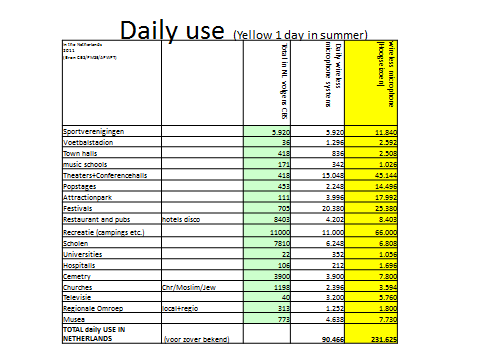 Daily use (Yellow 1 day in summer)
in The Netherlands
2011
Total in NL volgens CBS
Daily wireless microphone systems
wireless microphone (Hoogseizoen)
Sportverenigingen 5.920 5.920 11.840
Voetbalstadion 36 1.296 2.592
Town halls 418 836 2.508
music schools 171 342 1.026
Theaters+Conferencehalls 418 15.048 45.144
Popstages 453 2.248 14.496
Attractionpark 111 3.996 17.992
Festivals 705 20.380 25.380
Restaurant and pubs hotels disco 8403 4.202 8.403
Recreatie (campings etc.) 11000 11.000 66.000
Scholen 7810 6.248 6.808
Universities 22 352 1.056
Hospitalls 106 212 1.696
Cemetry 3900 3.900 7.800
Churches Chr/Moslim/Jew 1198 2.396 3.594
Televisie 40 3.200 5.760
Regionale Omroep local+regio 313 1.252 1.800
Musea 773 4.638 7.730
TOTAL daily USE IN
NETHERLANDS (voor zover bekend) 90.466 231.625